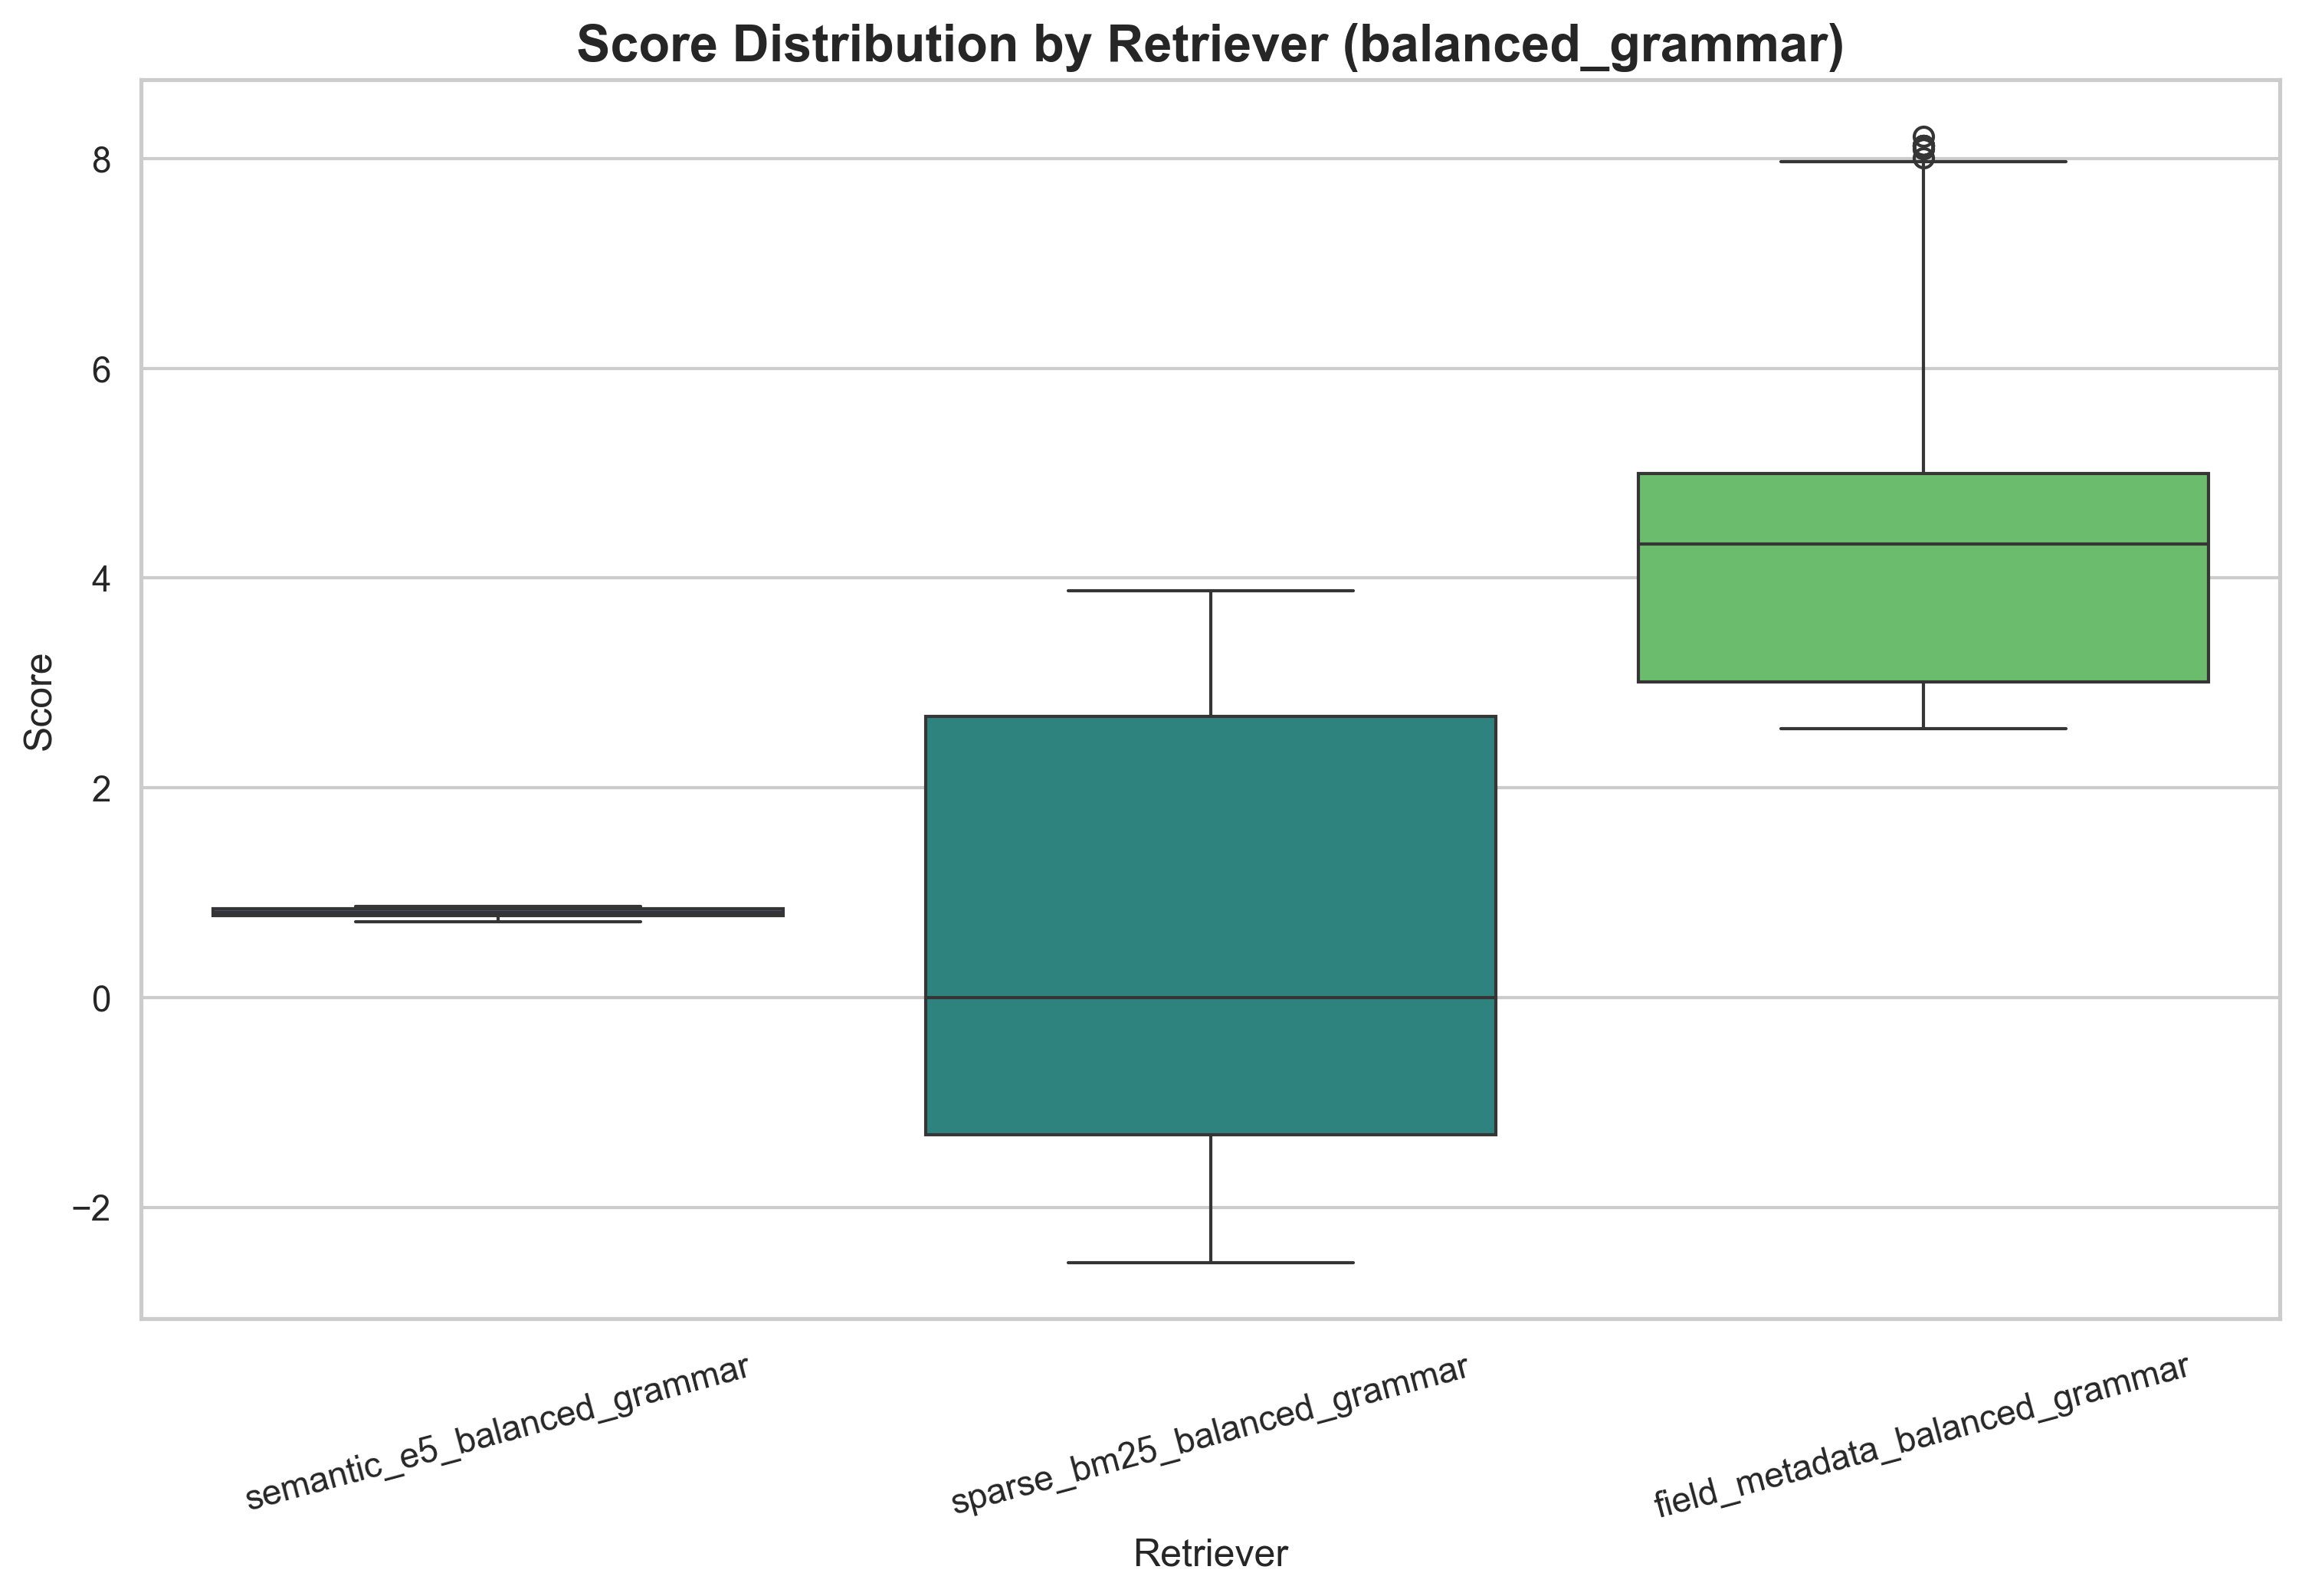 Score Distribution by Retriever (balanced_grammar)
8
6
4
2
0
−2
Score
semantic_e5_balanced_grammar
sparse_bm25_balanced_grammar
field_metadata_balanced_grammar
Retriever